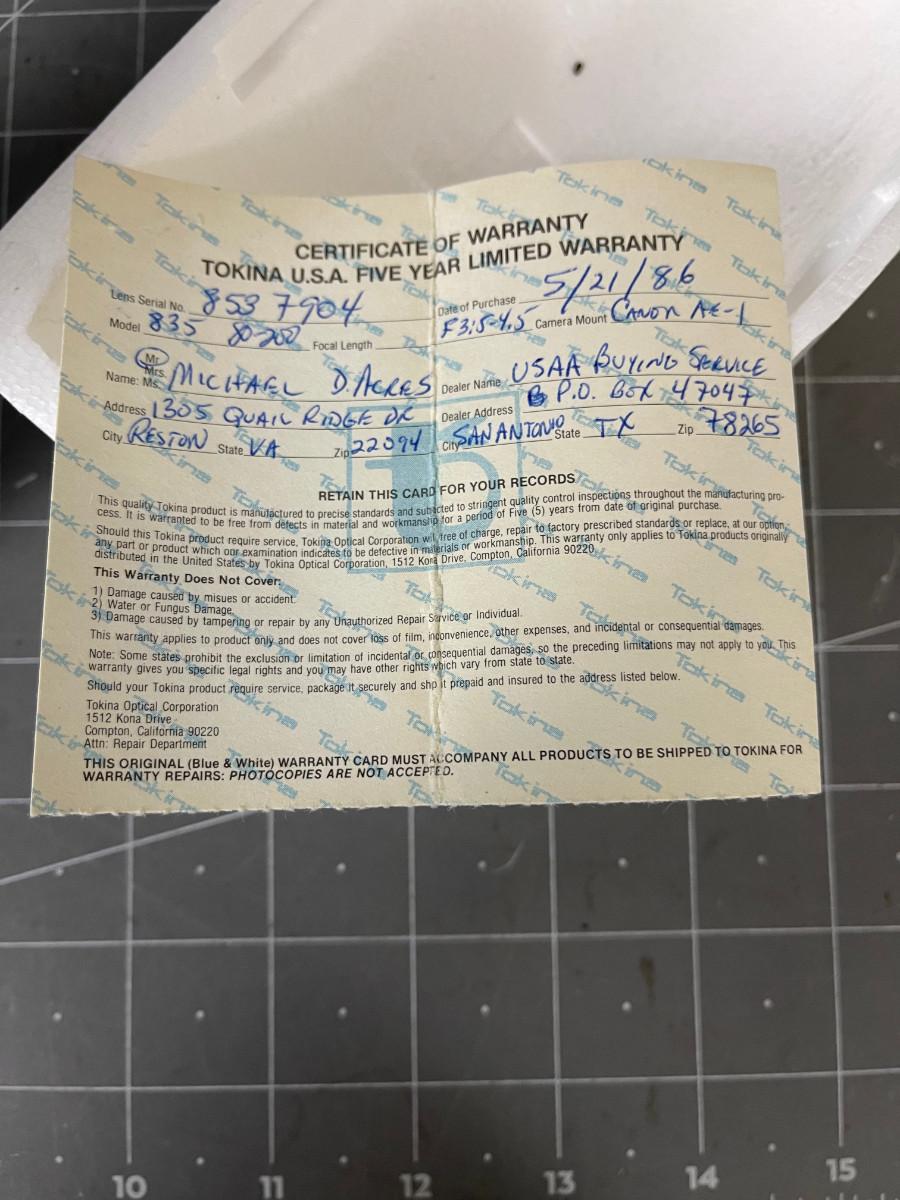 CERTIFICATE OF WARRANTY
TOKINA U.S.A. FIVE YEAR LIMITED WARRANTY
Lens Serial No. 853 7904 Date of Purchase 5/21/86
Model 835 80-200 Focal Length F3.5-4.5 Camera Mount CANON AE-1
Mr.
Mrs.
Name: Ms. MICHAEL D. ACRES Dealer Name USAA BUYING SERVICE
Address 1305 QUAIL RIDGE DR Dealer Address P.O. BOX 47047
City RESTON State VA Zip 22094 City SAN ANTONIO State TX Zip 78265
RETAIN THIS CARD FOR YOUR RECORDS
This quality Tokina product is manufactured to precise standards and subjected to stringent quality control inspections throughout the manufacturing pro-
cess. It is warranted to be free from defects in material and workmanship for a period of Five (5) years from date of original purchase.
Should this Tokina product require service, Tokina Optical Corporation will free of charge, repair to factory prescribed standards or replace, at our option,
any part or product which our examination indicates to be defective in materials or workmanship. This warranty only applies to Tokina products originally
distributed in the United States by Tokina Optical Corporation, 1512 Kona Drive, Compton, California 90220.
This Warranty Does Not Cover:
1) Damage caused by misues or accident.
2) Water or Fungus Damage.
3) Damage caused by tampering or repair by any Unauthorized Repair Service or Individual.
This warranty applies to product only and does not cover loss of film, inconvenience, other expenses, and incidental or consequential damages.
Note: Some states prohibit the exclusion or limitation of incidental or consequential damages, so the preceding limitations may not apply to you. This
warranty gives you specific legal rights and you may have other rights which vary from state to state.
Should your Tokina product require service, package it securely and ship it prepaid and insured to the address listed below.
Tokina Optical Corporation
1512 Kona Drive
Compton, California 90220
Attn: Repair Department
THIS ORIGINAL (Blue & White) WARRANTY CARD MUST ACCOMPANY ALL PRODUCTS TO BE SHIPPED TO TOKINA FOR
WARRANTY REPAIRS: PHOTOCOPIES ARE NOT ACCEPTED.
10 11 12 13 14 15